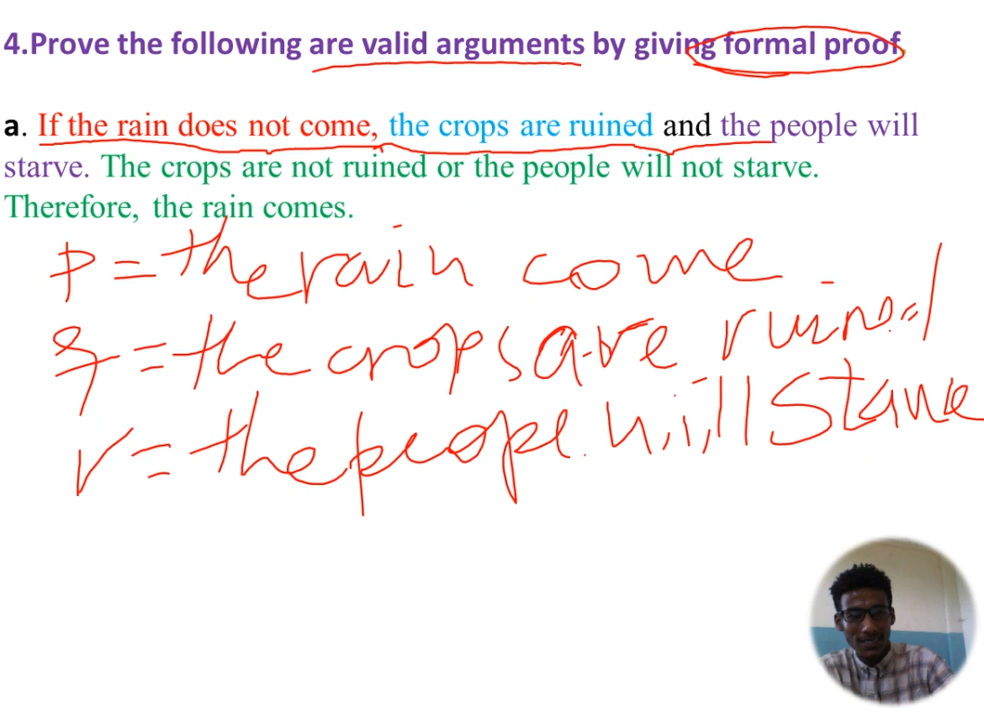 4.Prove the following are valid arguments by giving formal proof.
a. If the rain does not come, the crops are ruined and the people will
starve. The crops are not ruined or the people will not starve.
Therefore, the rain comes.
p = the rain come
q = the crops are ruined
r = the people will starve